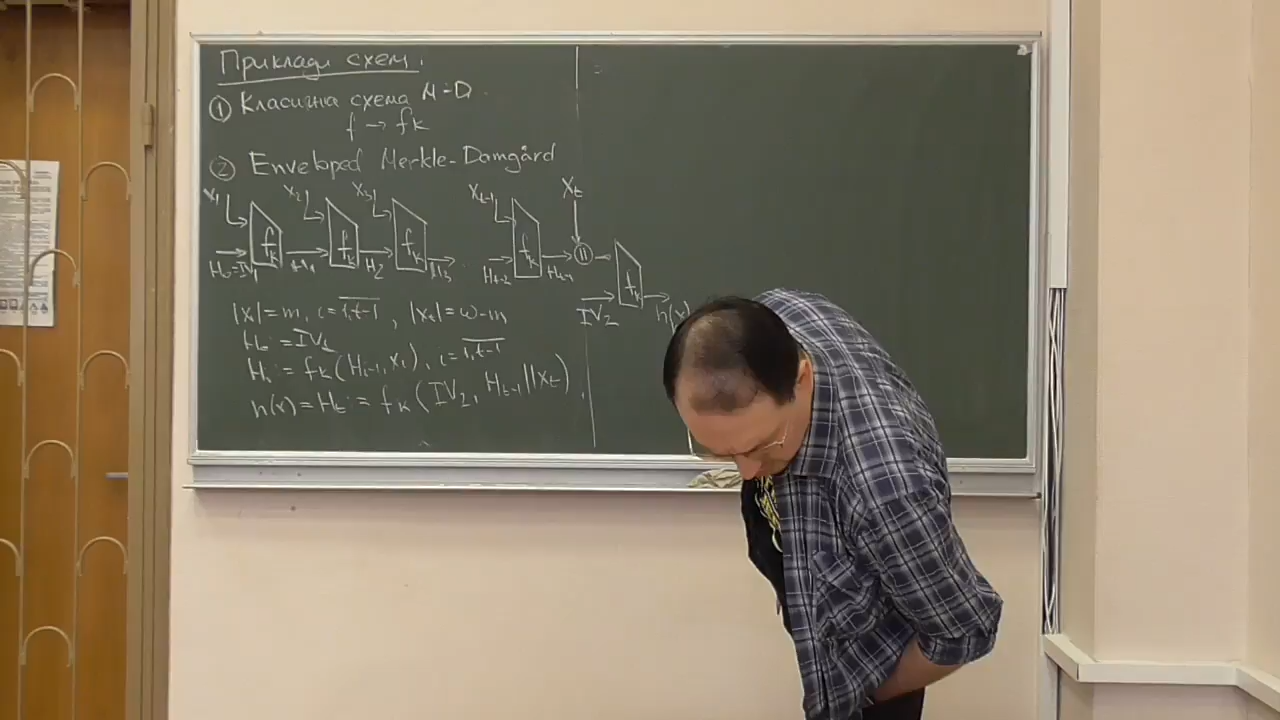 Приклади схем.
① Класична схема M-D.
f → fk
② Enveloped Merkle-Damgård
X₁ X₂ X₃ Xₜ₋₁ Xₜ
fk fk fk fk || fk
H₀=IV₁ H₁ H₂ H₃ Hₜ₋₂ Hₜ₋₁ IV₂ h(x)
|xᵢ|=m, i=1,t-1, |xₜ|=ω-m
H₀:=IV₁
Hᵢ:=fk(Hᵢ₋₁,xᵢ), i=1,t-1
h(x)=Hₜ:=fk(IV₂, Hₜ₋₁||Xₜ).